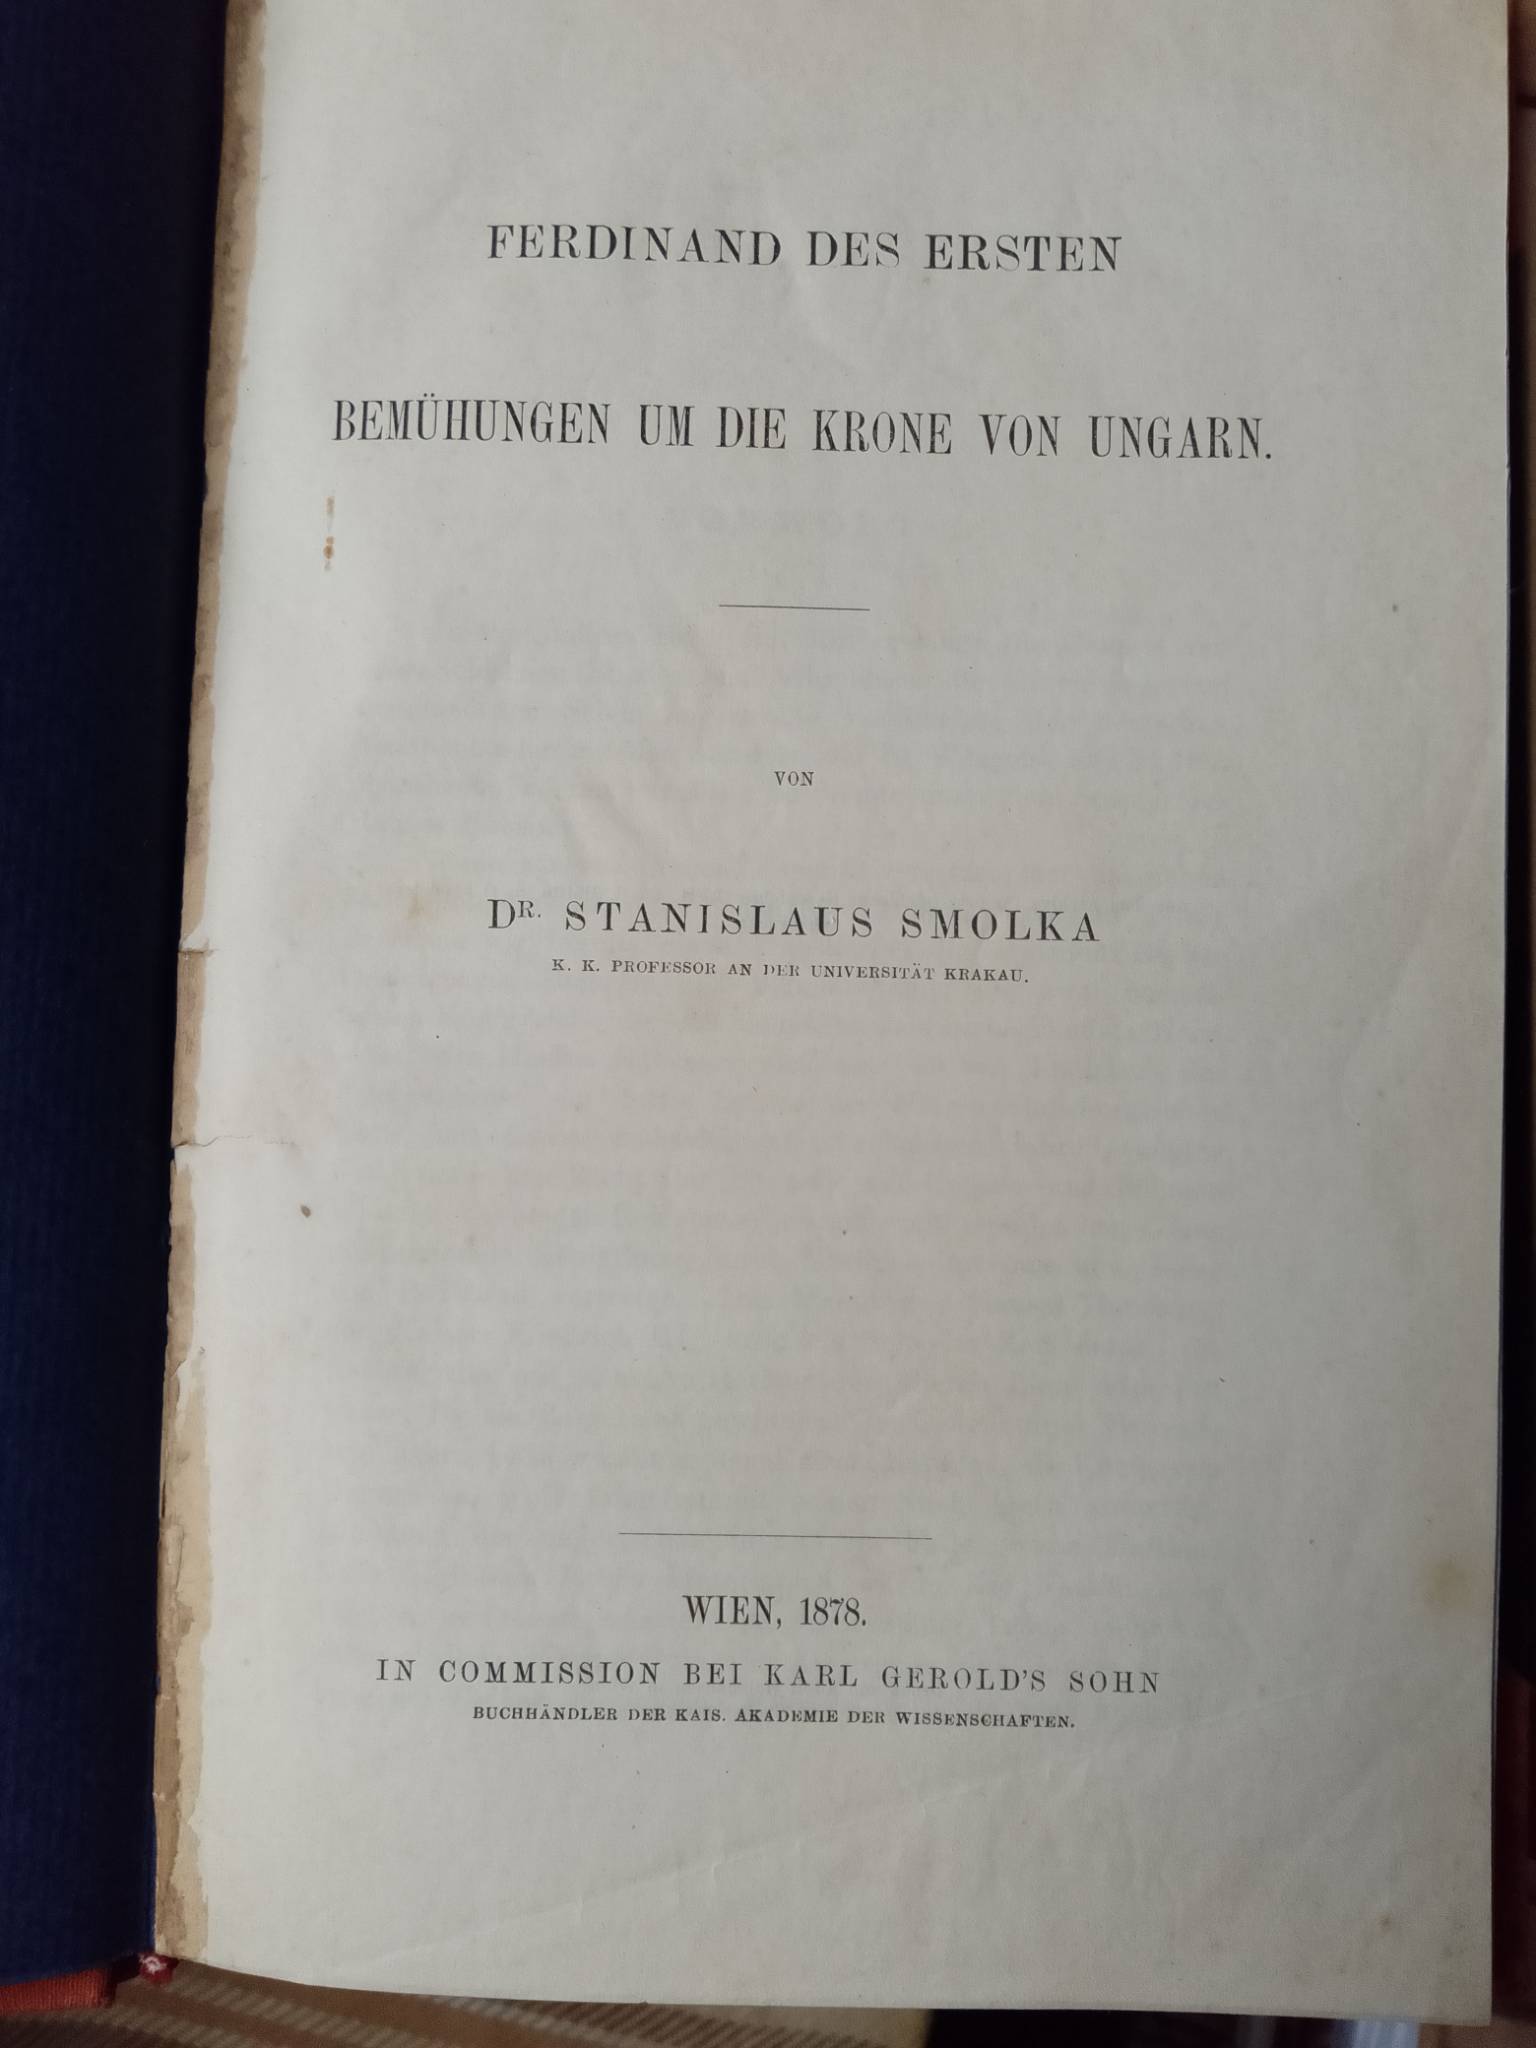 FERDINAND DES ERSTEN
BEMÜHUNGEN UM DIE KRONE VON UNGARN.
VON
DR. STANISLAUS SMOLKA
K. K. PROFESSOR AN DER UNIVERSITÄT KRAKAU.
WIEN, 1878.
IN COMMISSION BEI KARL GEROLD'S SOHN
BUCHHÄNDLER DER KAIS. AKADEMIE DER WISSENSCHAFTEN.